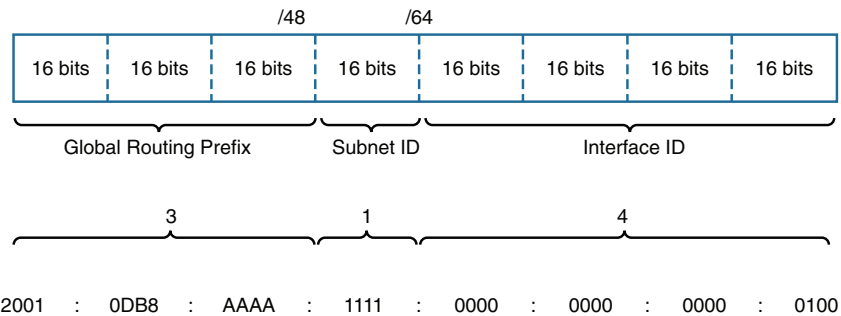 /48 /64
16 bits 16 bits 16 bits 16 bits 16 bits 16 bits 16 bits 16 bits
Global Routing Prefix Subnet ID Interface ID
3 1 4
2001 : 0DB8 : AAAA : 1111 : 0000 : 0000 : 0000 : 0100